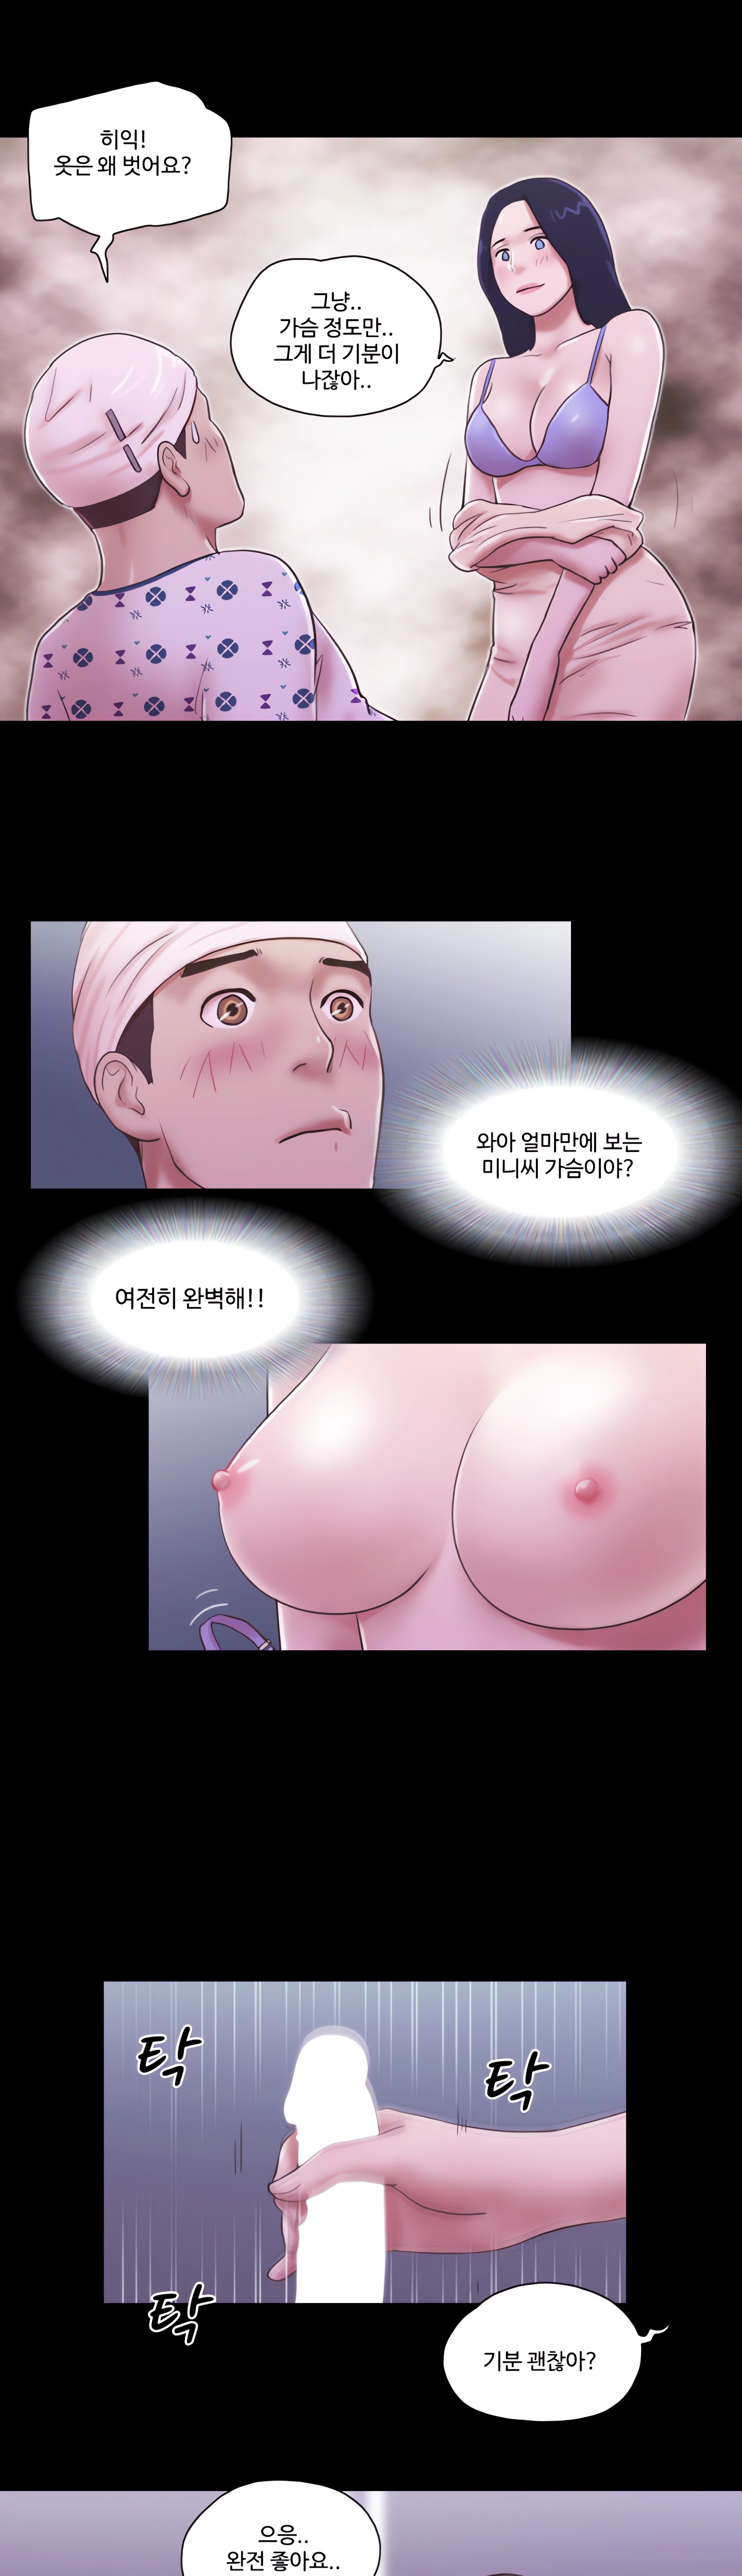 히익!
옷은 왜 벗어요?
그냥..
가슴 정도만..
그게 더 기분이
나잖아..
와아 얼마만에 보는
미니씨 가슴이야?
여전히 완벽해!!
탁
탁
탁
기분 괜찮아?
으응..
완전 좋아요..